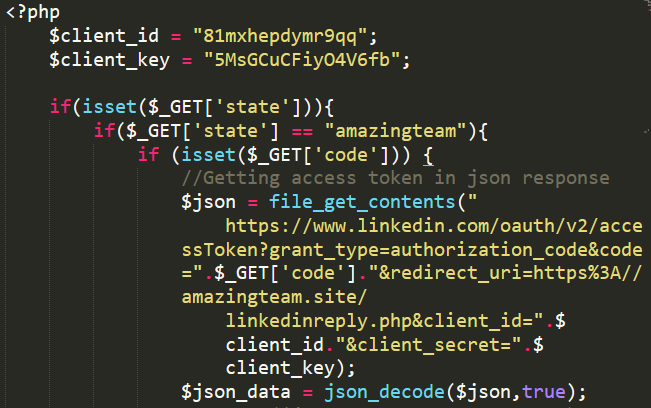 <?php
$client_id = "81mxhepdymr9qq";
$client_key = "5MsGCuCFiyO4V6fb";
if(isset($_GET['state'])){
if($_GET['state'] == "amazingteam"){
if (isset($_GET['code'])) {
//Getting access token in json response
$json = file_get_contents("
https://www.linkedin.com/oauth/v2/acce
ssToken?grant_type=authorization_code&code
=".$_GET['code']."&redirect_uri=https%3A//
amazingteam.site/
linkedinreply.php&client_id=".$
client_id."&client_secret=".$
client_key);
$json_data = json_decode($json,true);